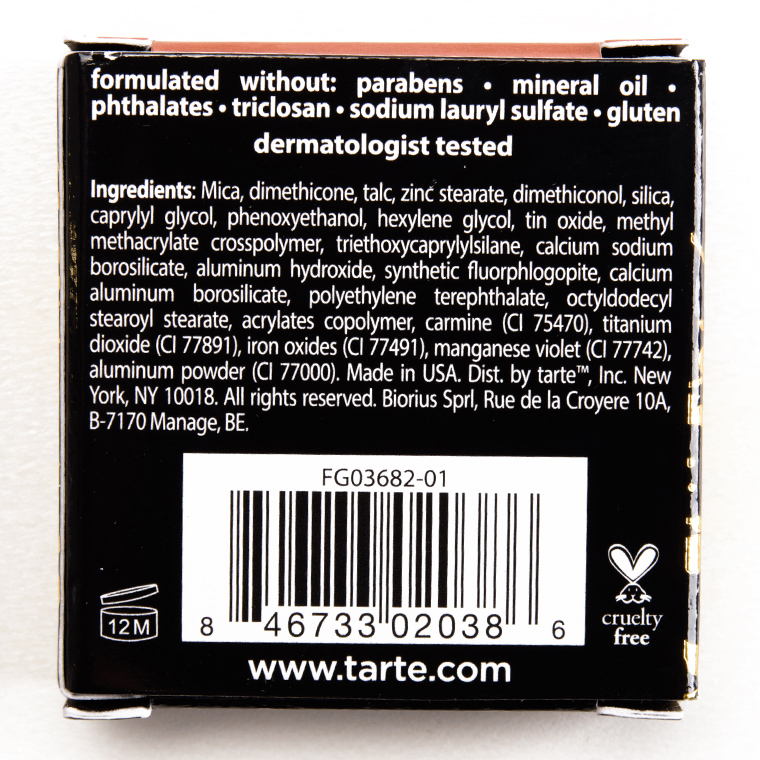 formulated without: parabens • mineral oil •
phthalates • triclosan • sodium lauryl sulfate • gluten
dermatologist tested
Ingredients: Mica, dimethicone, talc, zinc stearate, dimethiconol, silica,
caprylyl glycol, phenoxyethanol, hexylene glycol, tin oxide, methyl
methacrylate crosspolymer, triethoxycaprylylsilane, calcium sodium
borosilicate, aluminum hydroxide, synthetic fluorphlogopite, calcium
aluminum borosilicate, polyethylene terephthalate, octyldodecyl
stearoyl stearate, acrylates copolymer, carmine (CI 75470), titanium
dioxide (CI 77891), iron oxides (CI 77491), manganese violet (CI 77742),
aluminum powder (CI 77000). Made in USA. Dist. by tarte™, Inc. New
York, NY 10018. All rights reserved. Biorius Sprl, Rue de la Croyere 10A,
B-7170 Manage, BE.
FG03682-01
8 46733 02038 6
12M
cruelty
free
www.tarte.com